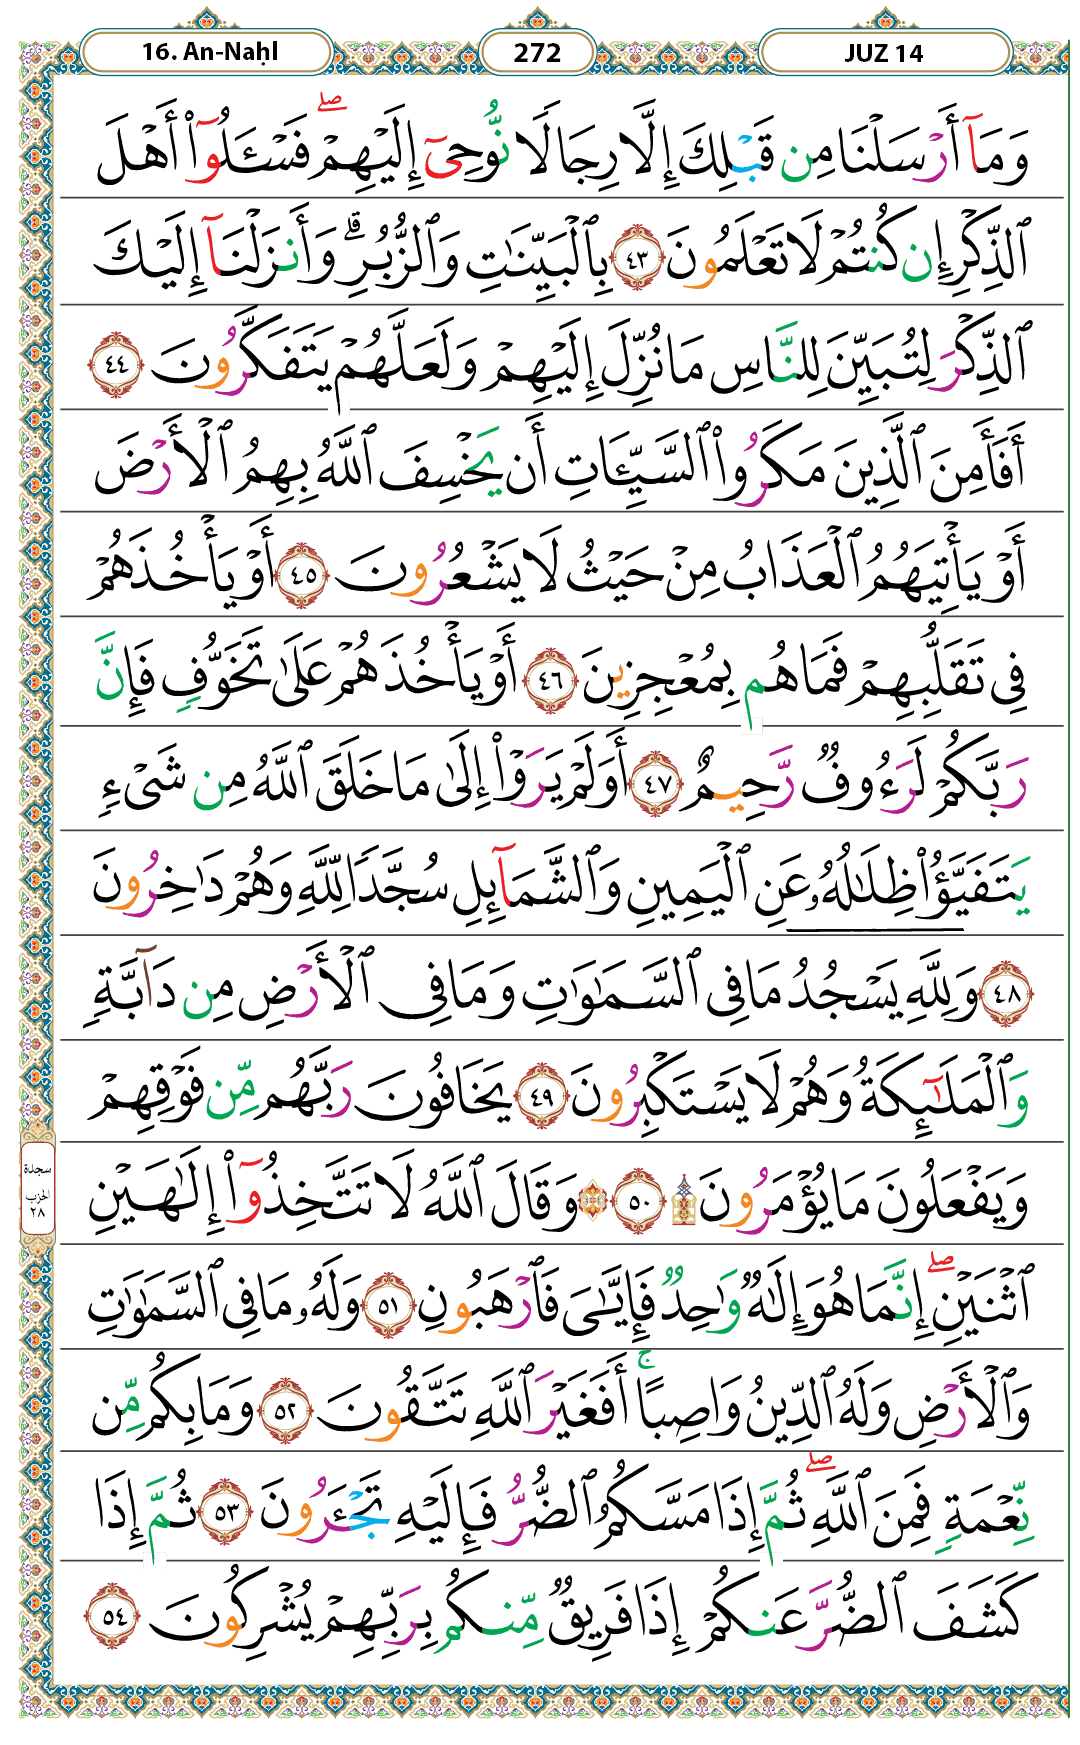 16. An-Naḥl
272
JUZ 14
وَمَآ أَرْسَلْنَا مِن قَبْلِكَ إِلَّا رِجَالًا نُّوحِىٓ إِلَيْهِمْ ۖ فَسْـَٔلُوٓا۟ أَهْلَ
ٱلذِّكْرِ إِن كُنتُمْ لَا تَعْلَمُونَ ٤٣ بِٱلْبَيِّنَـٰتِ وَٱلزُّبُرِ ۗ وَأَنزَلْنَآ إِلَيْكَ
ٱلذِّكْرَ لِتُبَيِّنَ لِلنَّاسِ مَا نُزِّلَ إِلَيْهِمْ وَلَعَلَّهُمْ يَتَفَكَّرُونَ ٤٤
أَفَأَمِنَ ٱلَّذِينَ مَكَرُوا۟ ٱلسَّيِّـَٔاتِ أَن يَخْسِفَ ٱللَّهُ بِهِمُ ٱلْأَرْضَ
أَوْ يَأْتِيَهُمُ ٱلْعَذَابُ مِنْ حَيْثُ لَا يَشْعُرُونَ ٤٥ أَوْ يَأْخُذَهُمْ
فِى تَقَلُّبِهِمْ فَمَا هُم بِمُعْجِزِينَ ٤٦ أَوْ يَأْخُذَهُمْ عَلَىٰ تَخَوُّفٍ فَإِنَّ
رَبَّكُمْ لَرَءُوفٌ رَّحِيمٌ ٤٧ أَوَلَمْ يَرَوْا۟ إِلَىٰ مَا خَلَقَ ٱللَّهُ مِن شَىْءٍ
يَتَفَيَّؤُا۟ ظِلَـٰلُهُۥ عَنِ ٱلْيَمِينِ وَٱلشَّمَآئِلِ سُجَّدًا لِّلَّهِ وَهُمْ دَٰخِرُونَ
٤٨ وَلِلَّهِ يَسْجُدُ مَا فِى ٱلسَّمَـٰوَٰتِ وَمَا فِى ٱلْأَرْضِ مِن دَآبَّةٍ
وَٱلْمَلَـٰٓئِكَةُ وَهُمْ لَا يَسْتَكْبِرُونَ ٤٩ يَخَافُونَ رَبَّهُم مِّن فَوْقِهِمْ
وَيَفْعَلُونَ مَا يُؤْمَرُونَ ۩ ٥٠ ۞ وَقَالَ ٱللَّهُ لَا تَتَّخِذُوٓا۟ إِلَـٰهَيْنِ
سجدة
الحزب
٢٨
ٱثْنَيْنِ ۖ إِنَّمَا هُوَ إِلَـٰهٌ وَٰحِدٌ فَإِيَّـٰىَ فَٱرْهَبُونِ ٥١ وَلَهُۥ مَا فِى ٱلسَّمَـٰوَٰتِ
وَٱلْأَرْضِ وَلَهُ ٱلدِّينُ وَاصِبًا ۚ أَفَغَيْرَ ٱللَّهِ تَتَّقُونَ ٥٢ وَمَا بِكُم مِّن
نِّعْمَةٍ فَمِنَ ٱللَّهِ ۖ ثُمَّ إِذَا مَسَّكُمُ ٱلضُّرُّ فَإِلَيْهِ تَجْـَٔرُونَ ٥٣ ثُمَّ إِذَا
كَشَفَ ٱلضُّرَّ عَنكُمْ إِذَا فَرِيقٌ مِّنكُم بِرَبِّهِمْ يُشْرِكُونَ ٥٤